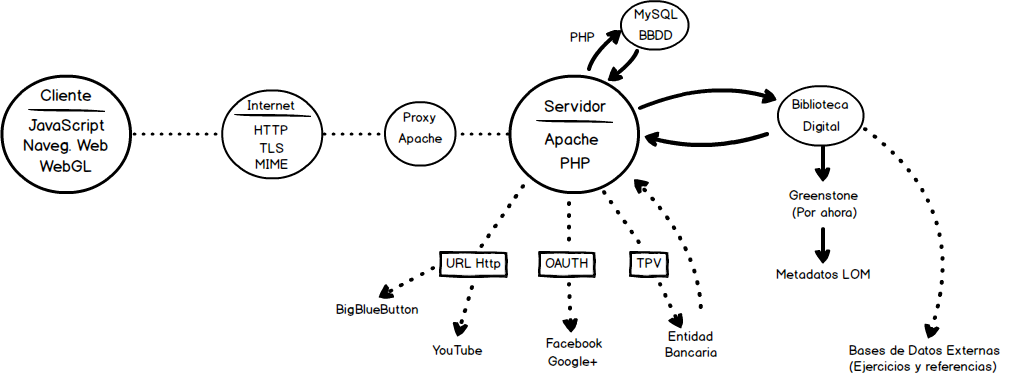 MySQL
BBDD
PHP
Cliente
JavaScript
Naveg. Web
WebGL
Internet
HTTP
TLS
MIME
Proxy
Apache
Servidor
Apache
PHP
Biblioteca
Digital
Greenstone
(Por ahora)
Metadatos LOM
URL Http
OAUTH
TPV
BigBlueButton
YouTube
Facebook
Google+
Entidad
Bancaria
Bases de Datos Externas
(Ejercicios y referencias)